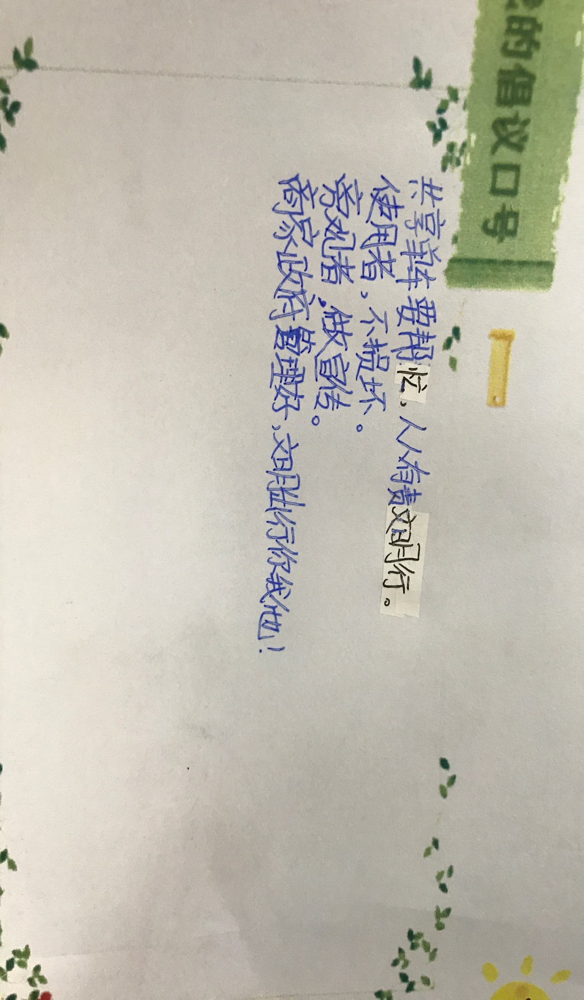 的倡议口号
共享单车要帮忙，人人有责文明行。
使用者，不损坏。
旁观者，做宣传。
商家政府管理好，文明出行你我他！